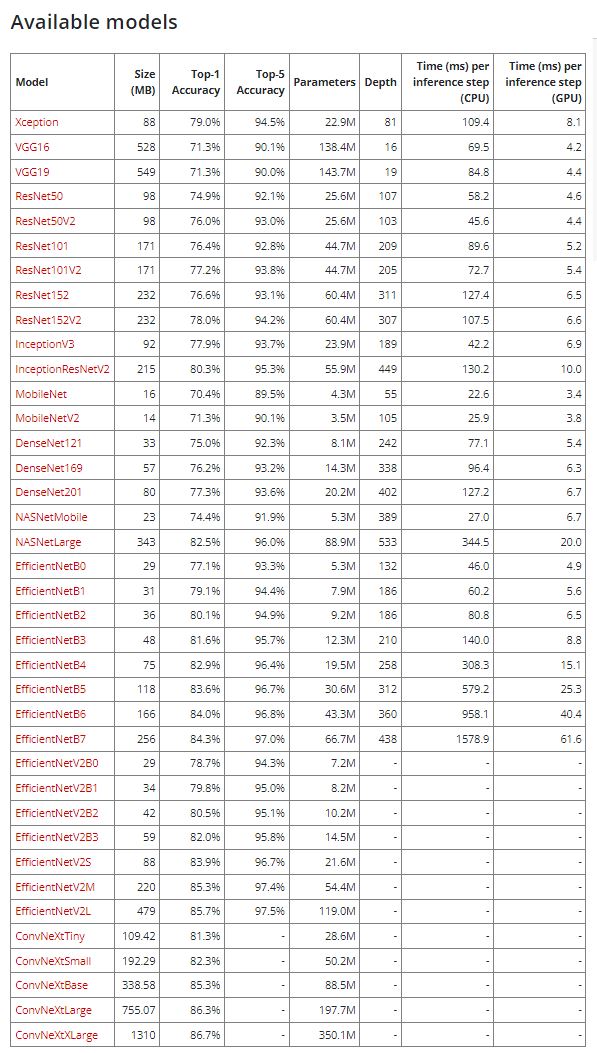 Available models
Model Size (MB) Top-1 Accuracy Top-5 Accuracy Parameters Depth Time (ms) per inference step (CPU) Time (ms) per inference step (GPU)
Xception 88 79.0% 94.5% 22.9M 81 109.4 8.1
VGG16 528 71.3% 90.1% 138.4M 16 69.5 4.2
VGG19 549 71.3% 90.0% 143.7M 19 84.8 4.4
ResNet50 98 74.9% 92.1% 25.6M 107 58.2 4.6
ResNet50V2 98 76.0% 93.0% 25.6M 103 45.6 4.4
ResNet101 171 76.4% 92.8% 44.7M 209 89.6 5.2
ResNet101V2 171 77.2% 93.8% 44.7M 205 72.7 5.4
ResNet152 232 76.6% 93.1% 60.4M 311 127.4 6.5
ResNet152V2 232 78.0% 94.2% 60.4M 307 107.5 6.6
InceptionV3 92 77.9% 93.7% 23.9M 189 42.2 6.9
InceptionResNetV2 215 80.3% 95.3% 55.9M 449 130.2 10.0
MobileNet 16 70.4% 89.5% 4.3M 55 22.6 3.4
MobileNetV2 14 71.3% 90.1% 3.5M 105 25.9 3.8
DenseNet121 33 75.0% 92.3% 8.1M 242 77.1 5.4
DenseNet169 57 76.2% 93.2% 14.3M 338 96.4 6.3
DenseNet201 80 77.3% 93.6% 20.2M 402 127.2 6.7
NASNetMobile 23 74.4% 91.9% 5.3M 389 27.0 6.7
NASNetLarge 343 82.5% 96.0% 88.9M 533 344.5 20.0
EfficientNetB0 29 77.1% 93.3% 5.3M 132 46.0 4.9
EfficientNetB1 31 79.1% 94.4% 7.9M 186 60.2 5.6
EfficientNetB2 36 80.1% 94.9% 9.2M 186 80.8 6.5
EfficientNetB3 48 81.6% 95.7% 12.3M 210 140.0 8.8
EfficientNetB4 75 82.9% 96.4% 19.5M 258 308.3 15.1
EfficientNetB5 118 83.6% 96.7% 30.6M 312 579.2 25.3
EfficientNetB6 166 84.0% 96.8% 43.3M 360 958.1 40.4
EfficientNetB7 256 84.3% 97.0% 66.7M 438 1578.9 61.6
EfficientNetV2B0 29 78.7% 94.3% 7.2M - - -
EfficientNetV2B1 34 79.8% 95.0% 8.2M - - -
EfficientNetV2B2 42 80.5% 95.1% 10.2M - - -
EfficientNetV2B3 59 82.0% 95.8% 14.5M - - -
EfficientNetV2S 88 83.9% 96.7% 21.6M - - -
EfficientNetV2M 220 85.3% 97.4% 54.4M - - -
EfficientNetV2L 479 85.7% 97.5% 119.0M - - -
ConvNeXtTiny 109.42 81.3% - 28.6M - - -
ConvNeXtSmall 192.29 82.3% - 50.2M - - -
ConvNeXtBase 338.58 85.3% - 88.5M - - -
ConvNeXtLarge 755.07 86.3% - 197.7M - - -
ConvNeXtXLarge 1310 86.7% - 350.1M - - -